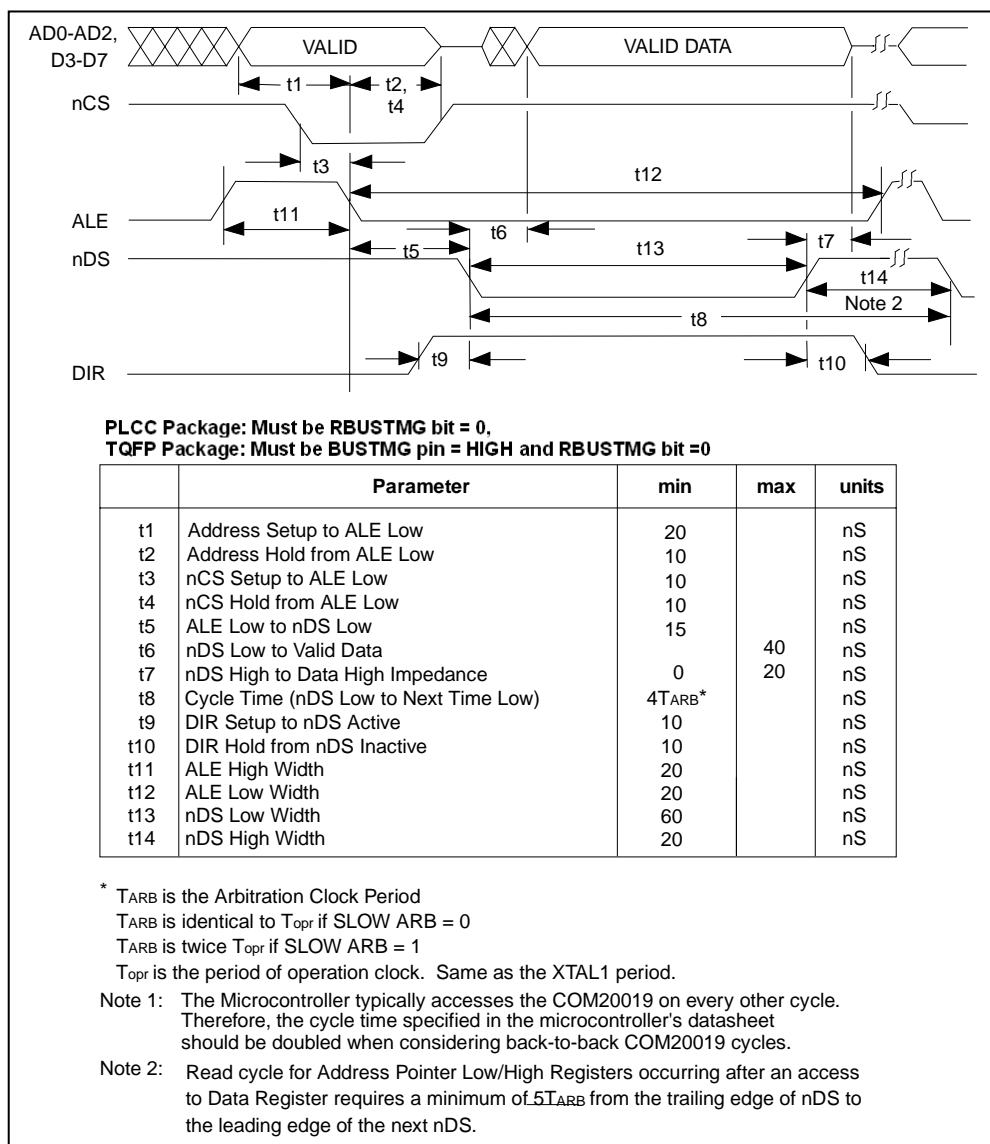 AD0-AD2,
D3-D7
VALID
VALID DATA
t1
t2,
t4
nCS
t3
t12
ALE
t11
t6
t7
t5
t13
nDS
t14
Note 2
t8
t9
t10
DIR
PLCC Package: Must be RBUSTMG bit = 0,
TQFP Package: Must be BUSTMG pin = HIGH and RBUSTMG bit =0
Parameter min max units
t1 Address Setup to ALE Low 20 nS
t2 Address Hold from ALE Low 10 nS
t3 nCS Setup to ALE Low 10 nS
t4 nCS Hold from ALE Low 10 nS
t5 ALE Low to nDS Low 15 nS
t6 nDS Low to Valid Data 40 nS
t7 nDS High to Data High Impedance 0 20 nS
t8 Cycle Time (nDS Low to Next Time Low) 4TARB* nS
t9 DIR Setup to nDS Active 10 nS
t10 DIR Hold from nDS Inactive 10 nS
t11 ALE High Width 20 nS
t12 ALE Low Width 20 nS
t13 nDS Low Width 60 nS
t14 nDS High Width 20 nS
* TARB is the Arbitration Clock Period
TARB is identical to Topr if SLOW ARB = 0
TARB is twice Topr if SLOW ARB = 1
Topr is the period of operation clock. Same as the XTAL1 period.
Note 1: The Microcontroller typically accesses the COM20019 on every other cycle.
Therefore, the cycle time specified in the microcontroller's datasheet
should be doubled when considering back-to-back COM20019 cycles.
Note 2: Read cycle for Address Pointer Low/High Registers occurring after an access
to Data Register requires a minimum of 5TARB from the trailing edge of nDS to
the leading edge of the next nDS.